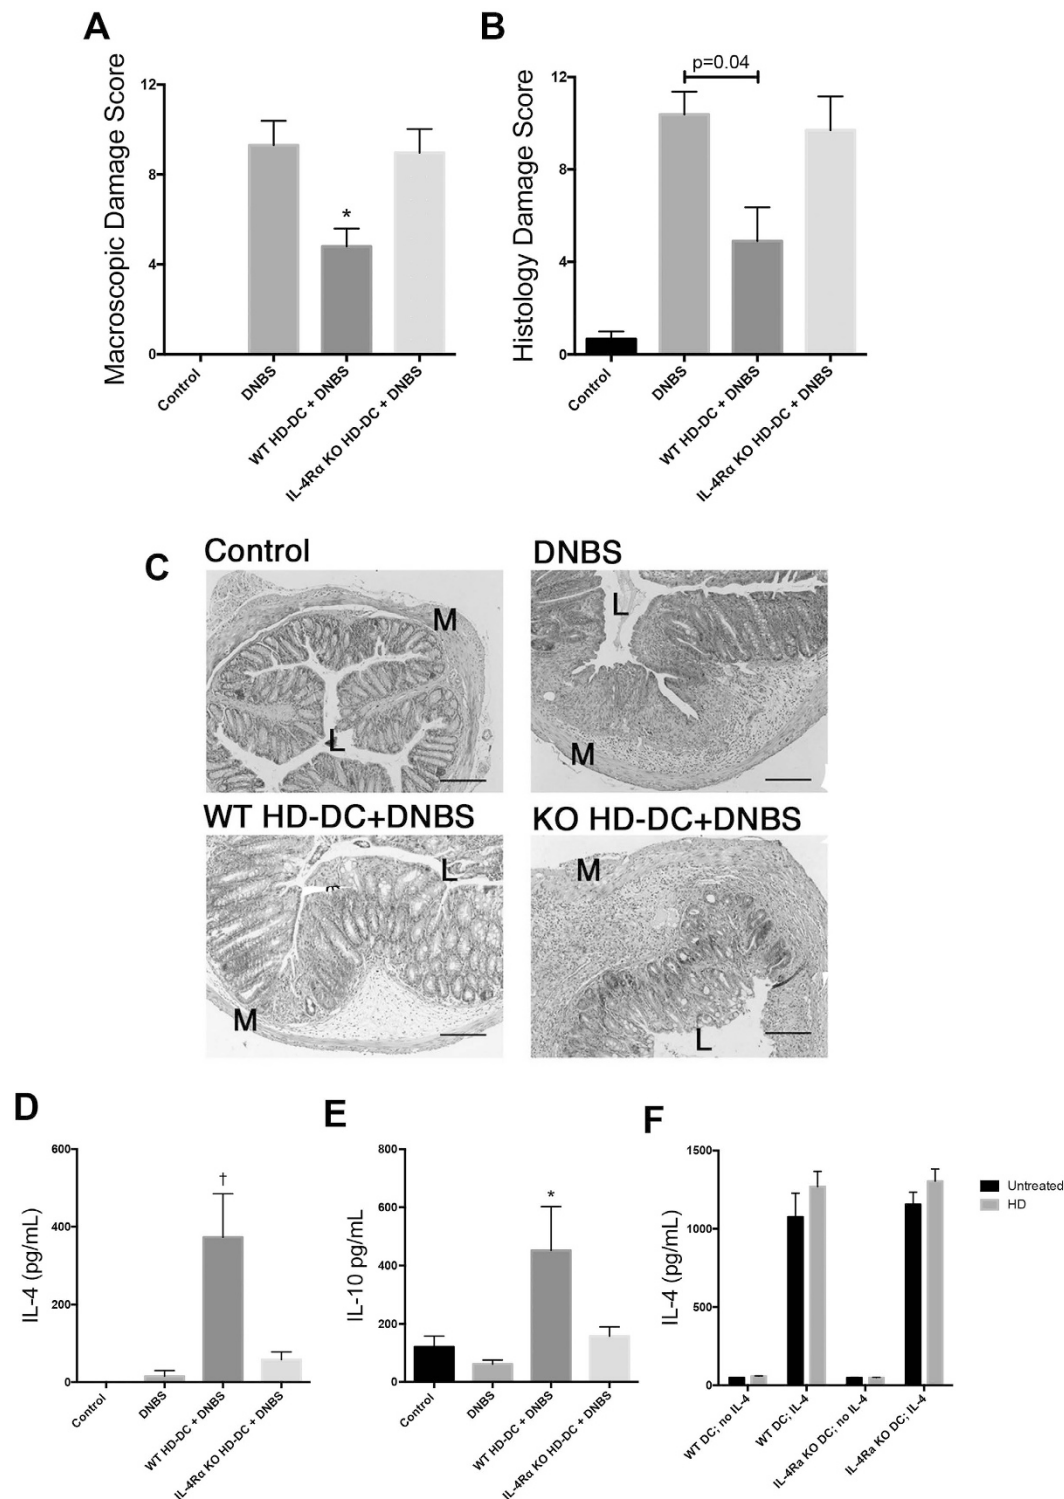 A
Macroscopic Damage Score
12
8
4
0
Control
DNBS
*
WT HD-DC + DNBS
IL-4Rα KO HD-DC + DNBS
B
Histology Damage Score
12
8
4
0
p=0.04
Control
DNBS
WT HD-DC + DNBS
IL-4Rα KO HD-DC + DNBS
C
Control
M
L
DNBS
L
M
WT HD-DC+DNBS
L
M
KO HD-DC+DNBS
M
L
D
IL-4 (pg/mL)
600
400
200
0
†
Control
DNBS
WT HD-DC + DNBS
IL-4Rα KO HD-DC + DNBS
E
IL-10 pg/mL
800
600
400
200
0
*
Control
DNBS
WT HD-DC + DNBS
IL-4Rα KO HD-DC + DNBS
F
IL-4 (pg/mL)
1500
1000
500
0
WT DC; no IL-4
WT DC; IL-4
IL-4Ra KO DC; no IL-4
IL-4Ra KO DC; IL-4
Untreated
HD